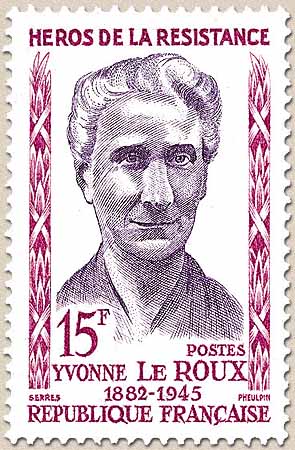 HEROS DE LA RESISTANCE
15F
POSTES
YVONNE LE ROUX
1882-1945
SERRES PHEULPIN
REPUBLIQUE FRANÇAISE